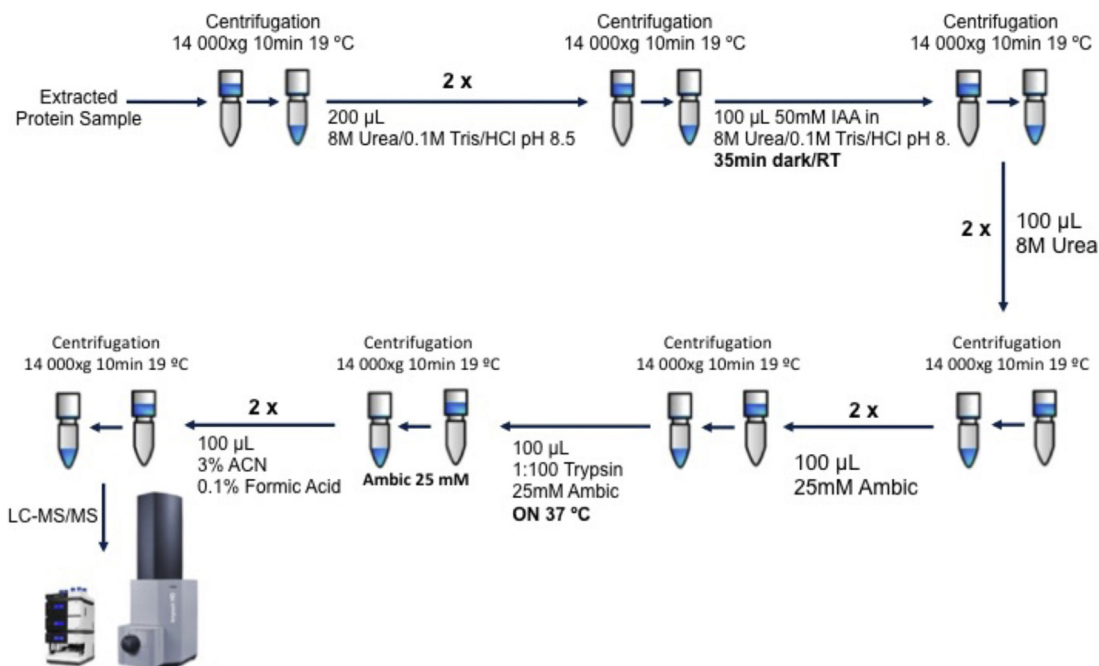 Centrifugation
14 000xg 10min 19 ºC
Centrifugation
14 000xg 10min 19 ºC
Centrifugation
14 000xg 10min 19 ºC
Extracted
Protein Sample
2 x
200 µL
8M Urea/0.1M Tris/HCl pH 8.5
100 µL 50mM IAA in
8M Urea/0.1M Tris/HCl pH 8.
35min dark/RT
2 x
100 µL
8M Urea
Centrifugation
14 000xg 10min 19 ºC
Centrifugation
14 000xg 10min 19 ºC
Centrifugation
14 000xg 10min 19 ºC
Centrifugation
14 000xg 10min 19 ºC
2 x
100 µL
3% ACN
0.1% Formic Acid
Ambic 25 mM
100 µL
1:100 Trypsin
25mM Ambic
ON 37 ºC
2 x
100 µL
25mM Ambic
LC-MS/MS